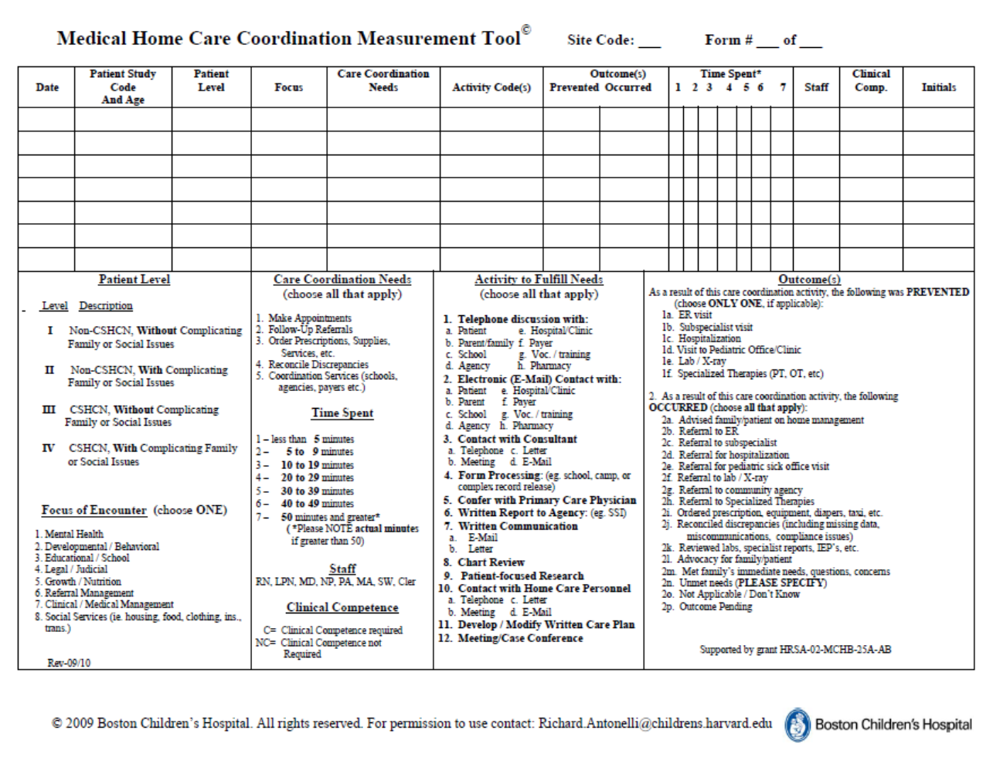 Medical Home Care Coordination Measurement Tool©
Site Code: ___ Form # ___ of ___
Date
Patient Study
Code
And Age
Patient
Level
Focus
Care Coordination
Needs
Activity Code(s)
Outcome(s)
Prevented Occurred
Time Spent*
1 2 3 4 5 6 7
Staff
Clinical
Comp.
Initials
Patient Level
Level Description
I Non-CSHCN, Without Complicating
Family or Social Issues
II Non-CSHCN, With Complicating
Family or Social Issues
III CSHCN, Without Complicating
Family or Social Issues
IV CSHCN, With Complicating Family
or Social Issues
Focus of Encounter (choose ONE)
1. Mental Health
2. Developmental / Behavioral
3. Educational / School
4. Legal / Judicial
5. Growth / Nutrition
6. Referral Management
7. Clinical / Medical Management
8. Social Services (ie. housing, food, clothing, ins.,
trans.)
Rev-09/10
Care Coordination Needs
(choose all that apply)
1. Make Appointments
2. Follow-Up Referrals
3. Order Prescriptions, Supplies,
Services, etc.
4. Reconcile Discrepancies
5. Coordination Services (schools,
agencies, payers etc.)
Time Spent
1 – less than 5 minutes
2 – 5 to 9 minutes
3 – 10 to 19 minutes
4 – 20 to 29 minutes
5 – 30 to 39 minutes
6 – 40 to 49 minutes
7 – 50 minutes and greater*
( *Please NOTE actual minutes
if greater than 50)
Staff
RN, LPN, MD, NP, PA, MA, SW, Cler
Clinical Competence
C= Clinical Competence required
NC= Clinical Competence not
Required
Activity to Fulfill Needs
(choose all that apply)
1. Telephone discussion with:
a. Patient e. Hospital/Clinic
b. Parent/family f. Payer
c. School g. Voc. / training
d. Agency h. Pharmacy
2. Electronic (E-Mail) Contact with:
a. Patient e. Hospital/Clinic
b. Parent f. Payer
c. School g. Voc. / training
d. Agency h. Pharmacy
3. Contact with Consultant
a. Telephone c. Letter
b. Meeting d. E-Mail
4. Form Processing: (eg. school, camp, or
complex record release)
5. Confer with Primary Care Physician
6. Written Report to Agency: (eg. SSI)
7. Written Communication
a. E-Mail
b. Letter
8. Chart Review
9. Patient-focused Research
10. Contact with Home Care Personnel
a. Telephone c. Letter
b. Meeting d. E-Mail
11. Develop / Modify Written Care Plan
12. Meeting/Case Conference
Outcome(s)
As a result of this care coordination activity, the following was PREVENTED
(choose ONLY ONE, if applicable):
1a. ER visit
1b. Subspecialist visit
1c. Hospitalization
1d. Visit to Pediatric Office/Clinic
1e. Lab / X-ray
1f. Specialized Therapies (PT, OT, etc)
2. As a result of this care coordination activity, the following
OCCURRED (choose all that apply):
2a. Advised family/patient on home management
2b. Referral to ER
2c. Referral to subspecialist
2d. Referral for hospitalization
2e. Referral for pediatric sick office visit
2f. Referral to lab / X-ray
2g. Referral to community agency
2h. Referral to Specialized Therapies
2i. Ordered prescription, equipment, diapers, taxi, etc.
2j. Reconciled discrepancies (including missing data,
miscommunications, compliance issues)
2k. Reviewed labs, specialist reports, IEP's, etc.
2l. Advocacy for family/patient
2m. Met family's immediate needs, questions, concerns
2n. Unmet needs (PLEASE SPECIFY)
2o. Not Applicable / Don't Know
2p. Outcome Pending
Supported by grant HRSA-02-MCHB-25A-AB
© 2009 Boston Children's Hospital. All rights reserved. For permission to use contact: Richard.Antonelli@childrens.harvard.edu
Boston Children's Hospital